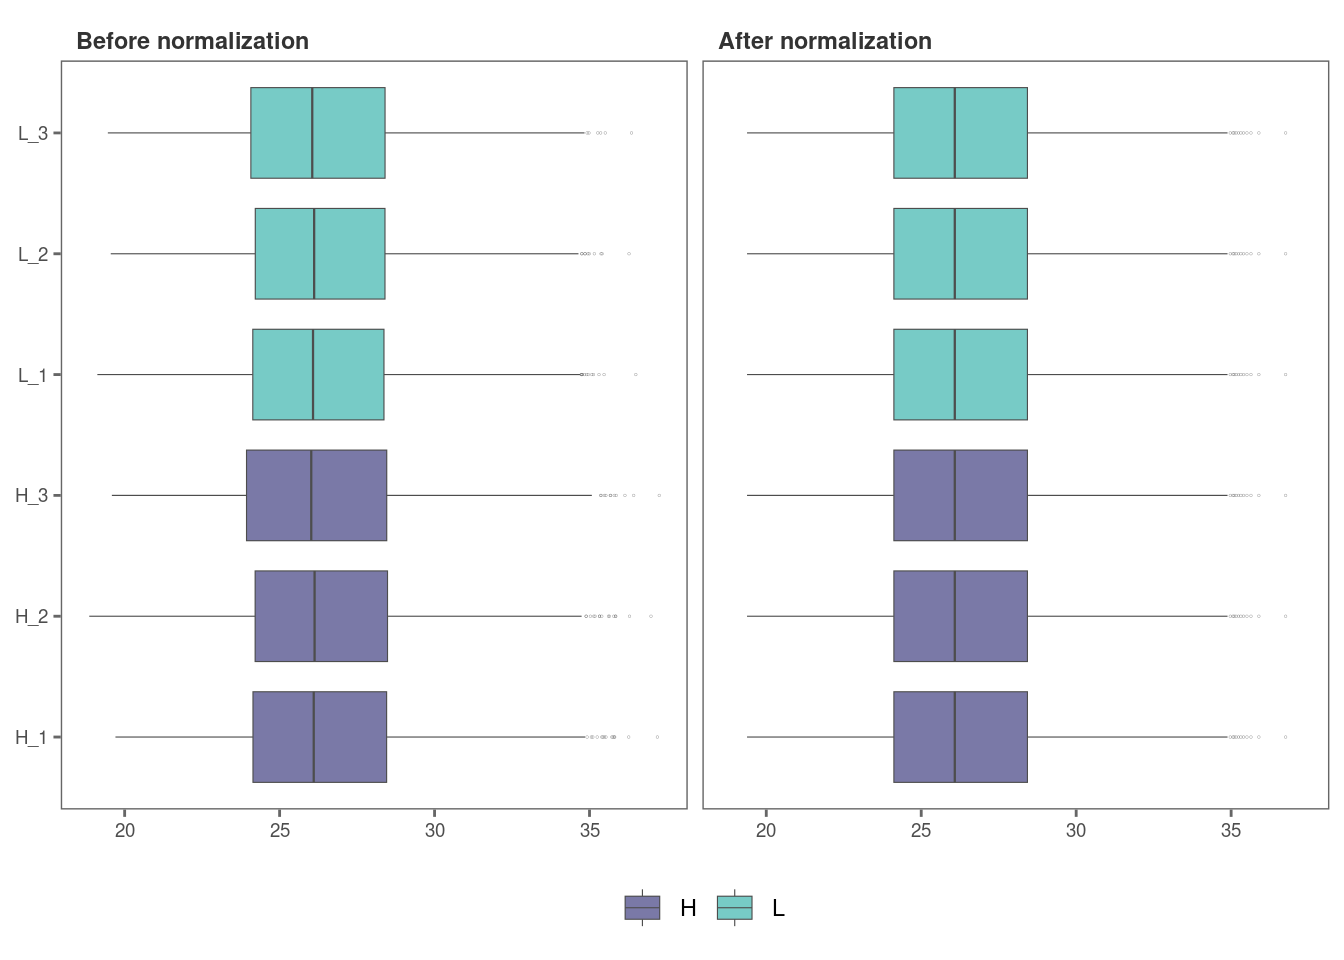 Before normalization
After normalization
L_3
L_2
L_1
H_3
H_2
H_1
20 25 30 35
20 25 30 35
H L